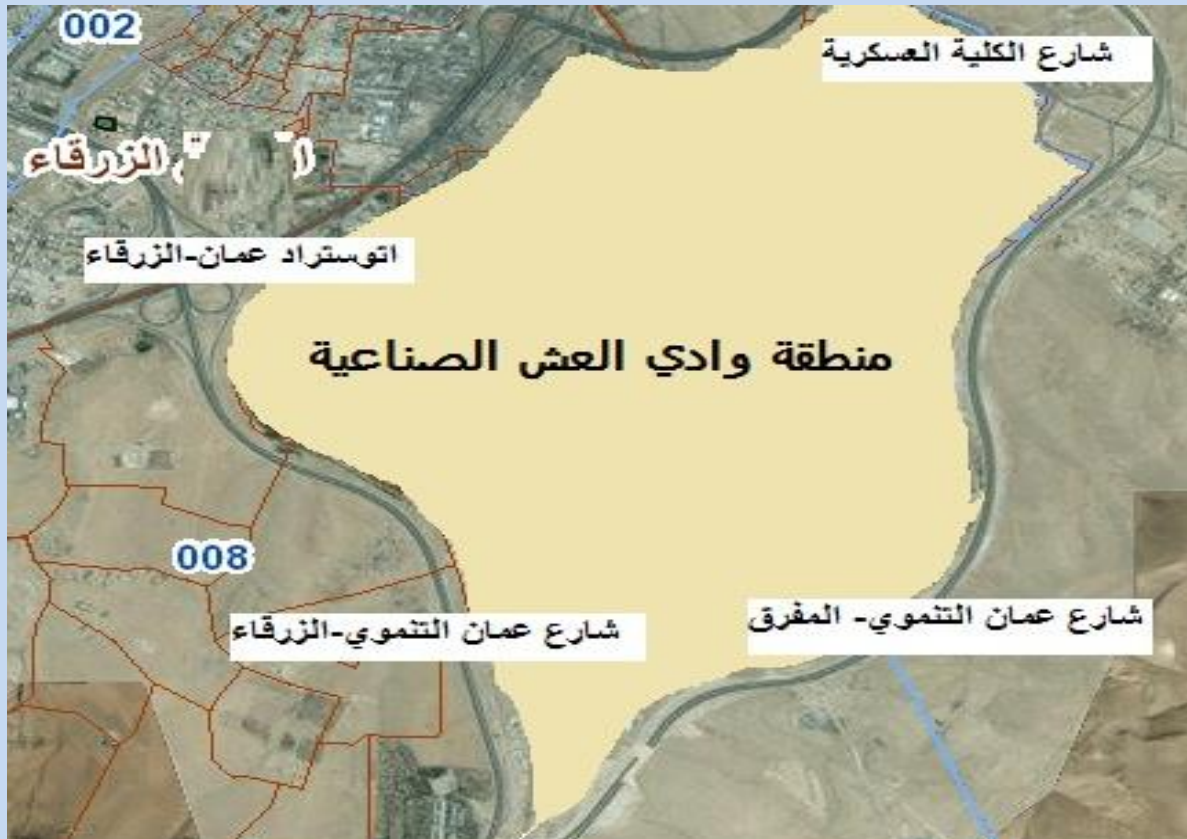 002
شارع الكلية العسكرية
الزرقاء
اتوستراد عمان-الزرقاء
منطقة وادي العش الصناعية
008
شارع عمان التنموي-الزرقاء
شارع عمان التنموي- المفرق